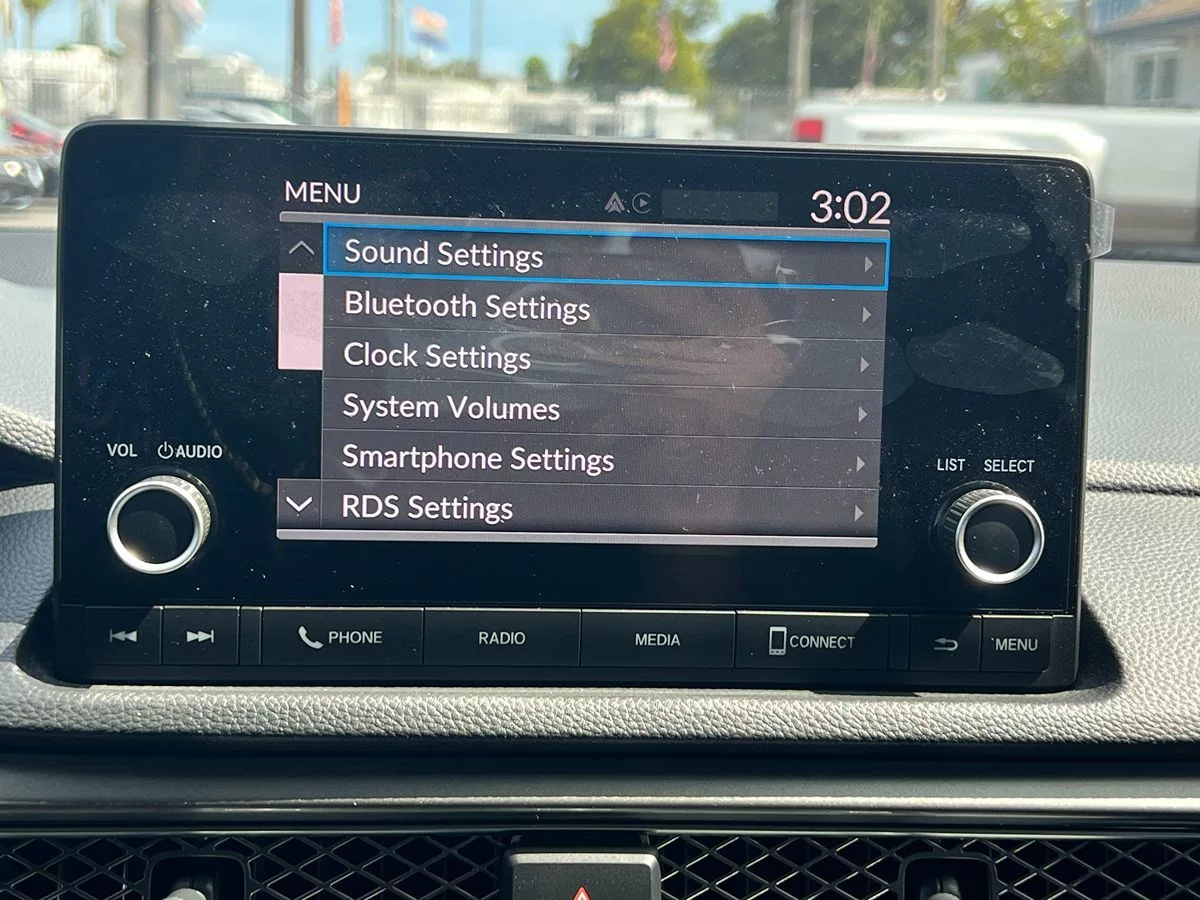 MENU 3:02
Sound Settings
Bluetooth Settings
Clock Settings
System Volumes
Smartphone Settings
RDS Settings
VOL AUDIO
LIST SELECT
PHONE RADIO MEDIA CONNECT MENU